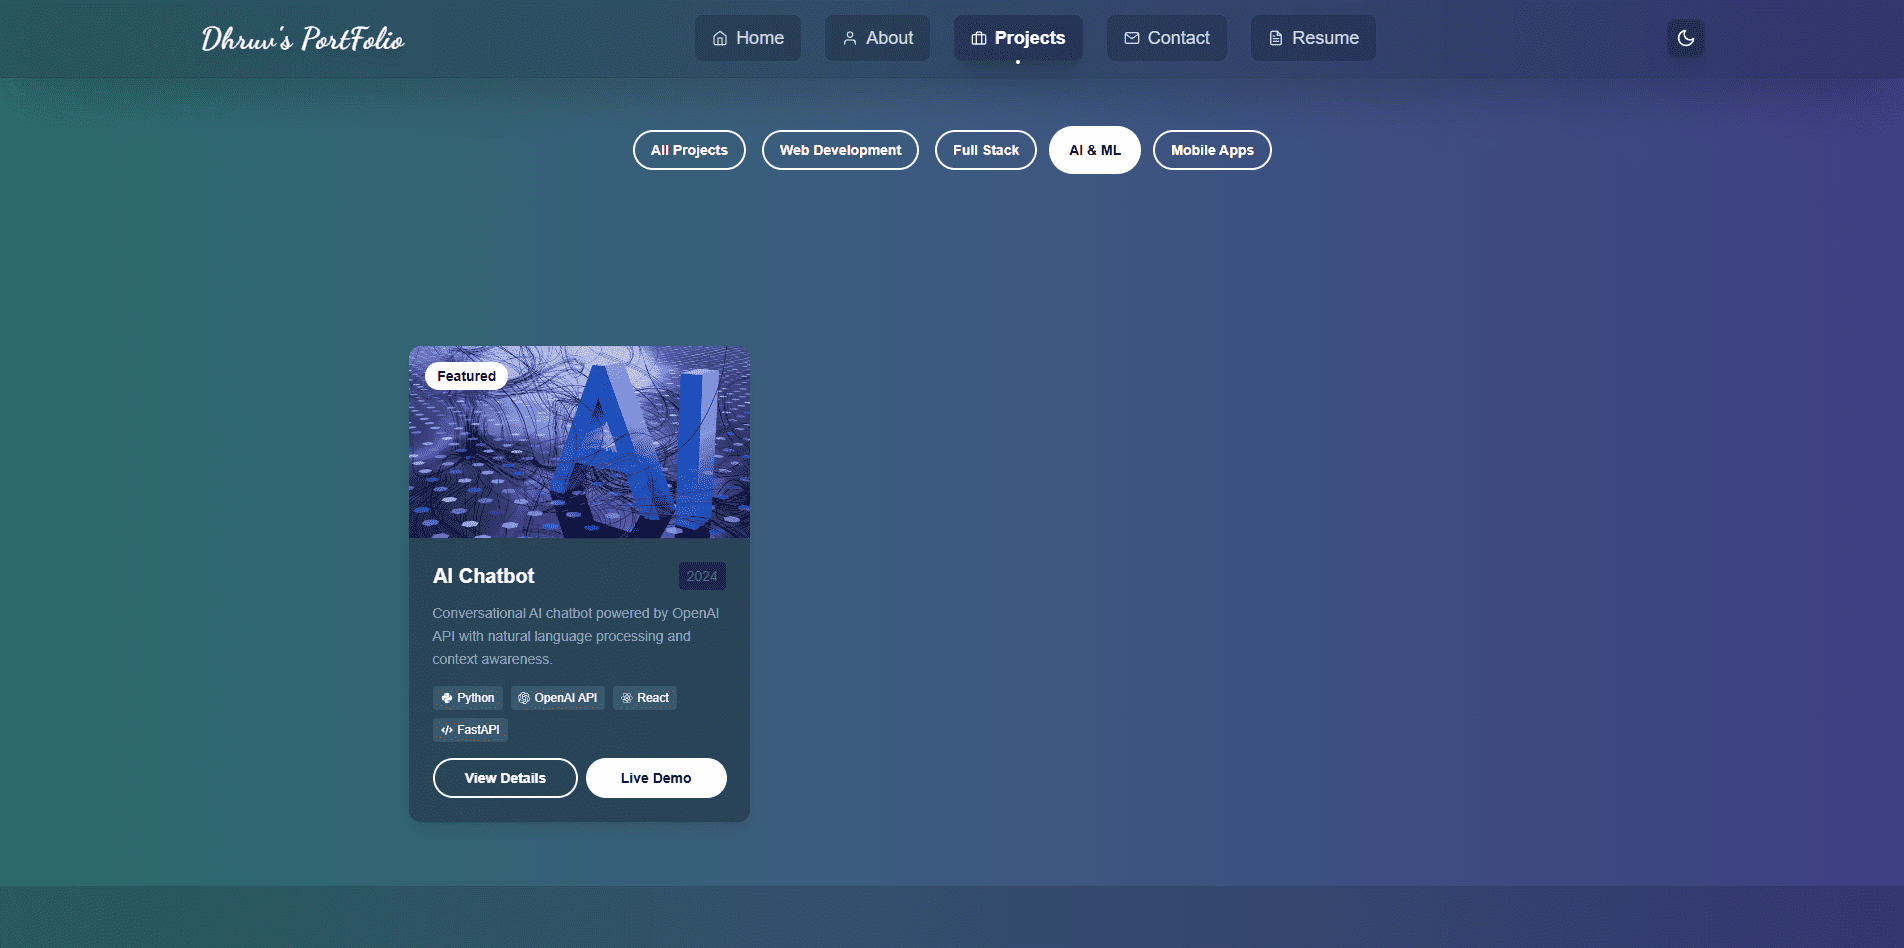 Dhruv's PortFolio
Home
About
Projects
Contact
Resume
All Projects
Web Development
Full Stack
AI & ML
Mobile Apps
Featured
AI
AI Chatbot
2024
Conversational AI chatbot powered by OpenAI
API with natural language processing and
context awareness.
Python
OpenAI API
React
FastAPI
View Details
Live Demo